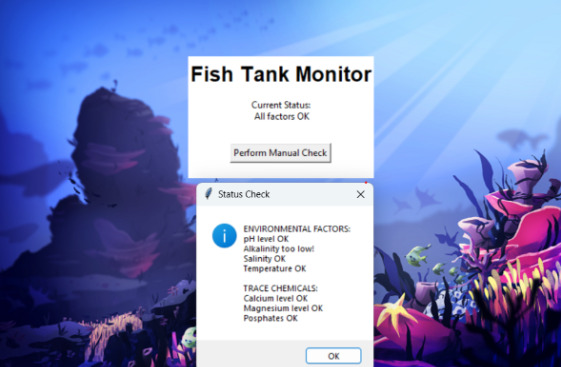 Fish Tank Monitor
Current Status:
All factors OK
Perform Manual Check
Status Check
ENVIRONMENTAL FACTORS:
pH level OK
Alkalinity too low!
Salinity OK
Temperature OK
TRACE CHEMICALS:
Calcium level OK
Magnesium level OK
Posphates OK
OK